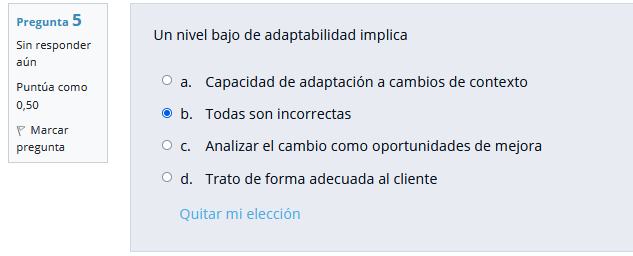 Pregunta 5
Sin responder
aún
Puntúa como
0,50
Marcar
pregunta
Un nivel bajo de adaptabilidad implica
a. Capacidad de adaptación a cambios de contexto
b. Todas son incorrectas
c. Analizar el cambio como oportunidades de mejora
d. Trato de forma adecuada al cliente
Quitar mi elección